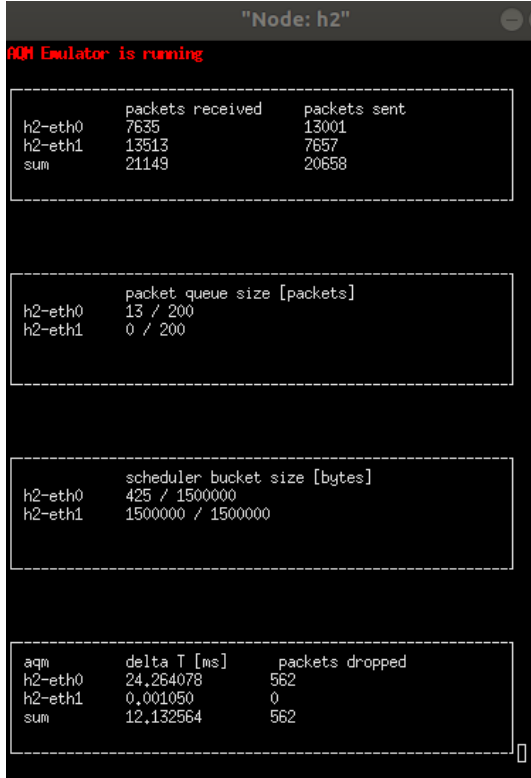 "Node: h2"
AQM Emulator is running
packets received packets sent
h2-eth0 7635 13001
h2-eth1 13513 7657
sum 21149 20658
packet queue size [packets]
h2-eth0 13 / 200
h2-eth1 0 / 200
scheduler bucket size [bytes]
h2-eth0 425 / 1500000
h2-eth1 1500000 / 1500000
aqm delta T [ms] packets dropped
h2-eth0 24.264078 562
h2-eth1 0.001050 0
sum 12.132564 562